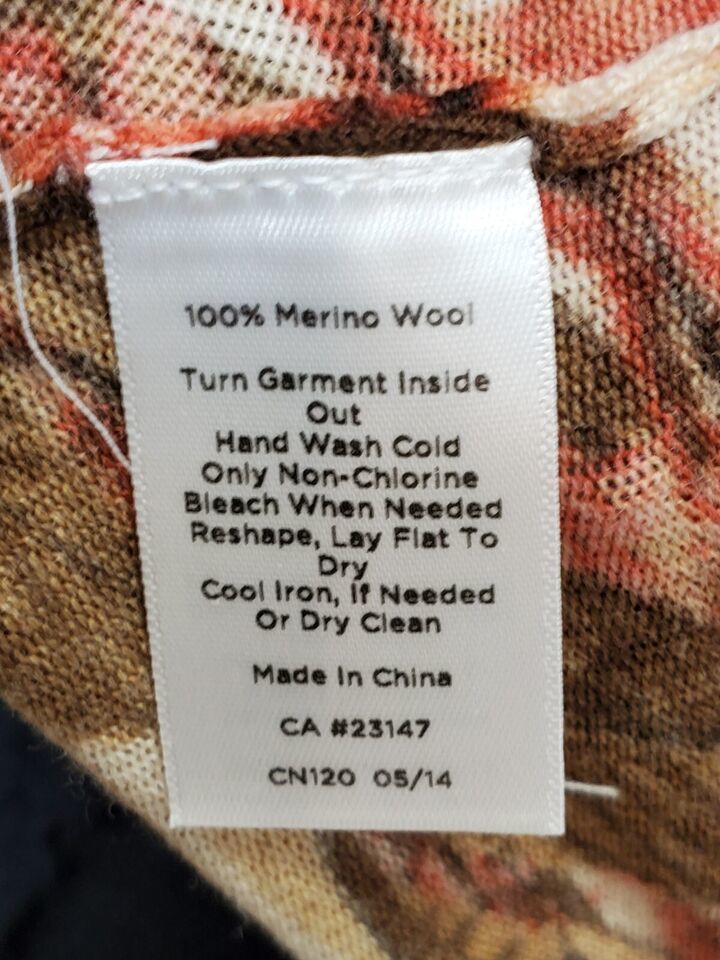 100% Merino Wool
Turn Garment Inside
Out
Hand Wash Cold
Only Non-Chlorine
Bleach When Needed
Reshape, Lay Flat To
Dry
Cool Iron, If Needed
Or Dry Clean
Made In China
CA #23147
CN120 05/14